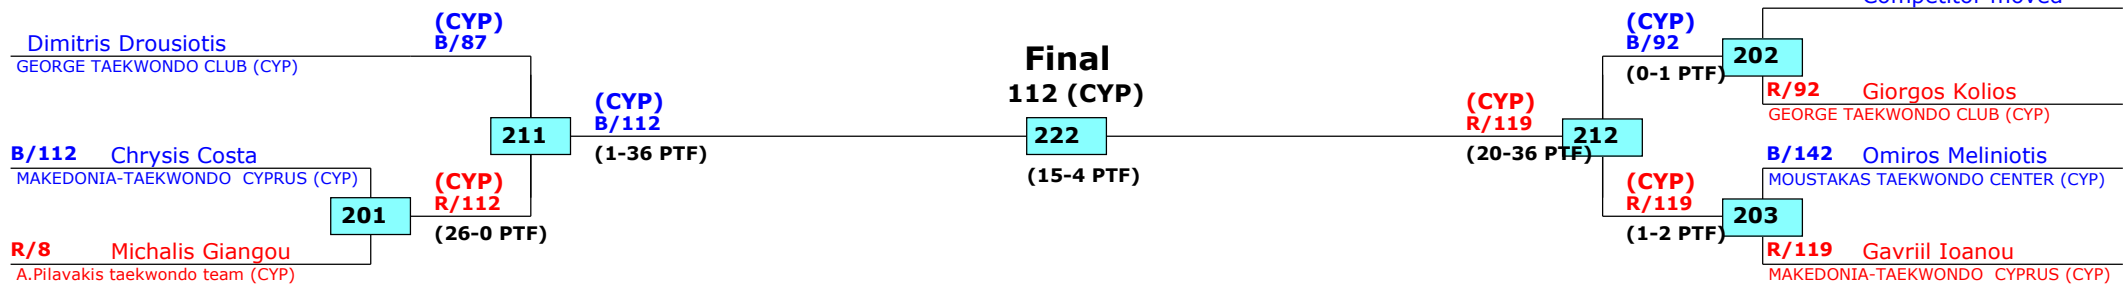 Competitor moved
(CYP)
B/87
Dimitris Drousiotis
GEORGE TAEKWONDO CLUB (CYP)
211
(CYP)
B/112
(1-36 PTF)
B/112 Chrysis Costa
MAKEDONIA-TAEKWONDO CYPRUS (CYP)
201
(CYP)
R/112
(26-0 PTF)
R/8 Michalis Giangou
A.Pilavakis taekwondo team (CYP)
Final
112 (CYP)
222
(15-4 PTF)
(CYP)
R/119
212
(20-36 PTF)
(CYP)
B/92
202
(0-1 PTF)
R/92 Giorgos Kolios
GEORGE TAEKWONDO CLUB (CYP)
B/142 Omiros Meliniotis
MOUSTAKAS TAEKWONDO CENTER (CYP)
(CYP)
R/119
203
(1-2 PTF)
R/119 Gavriil Ioanou
MAKEDONIA-TAEKWONDO CYPRUS (CYP)